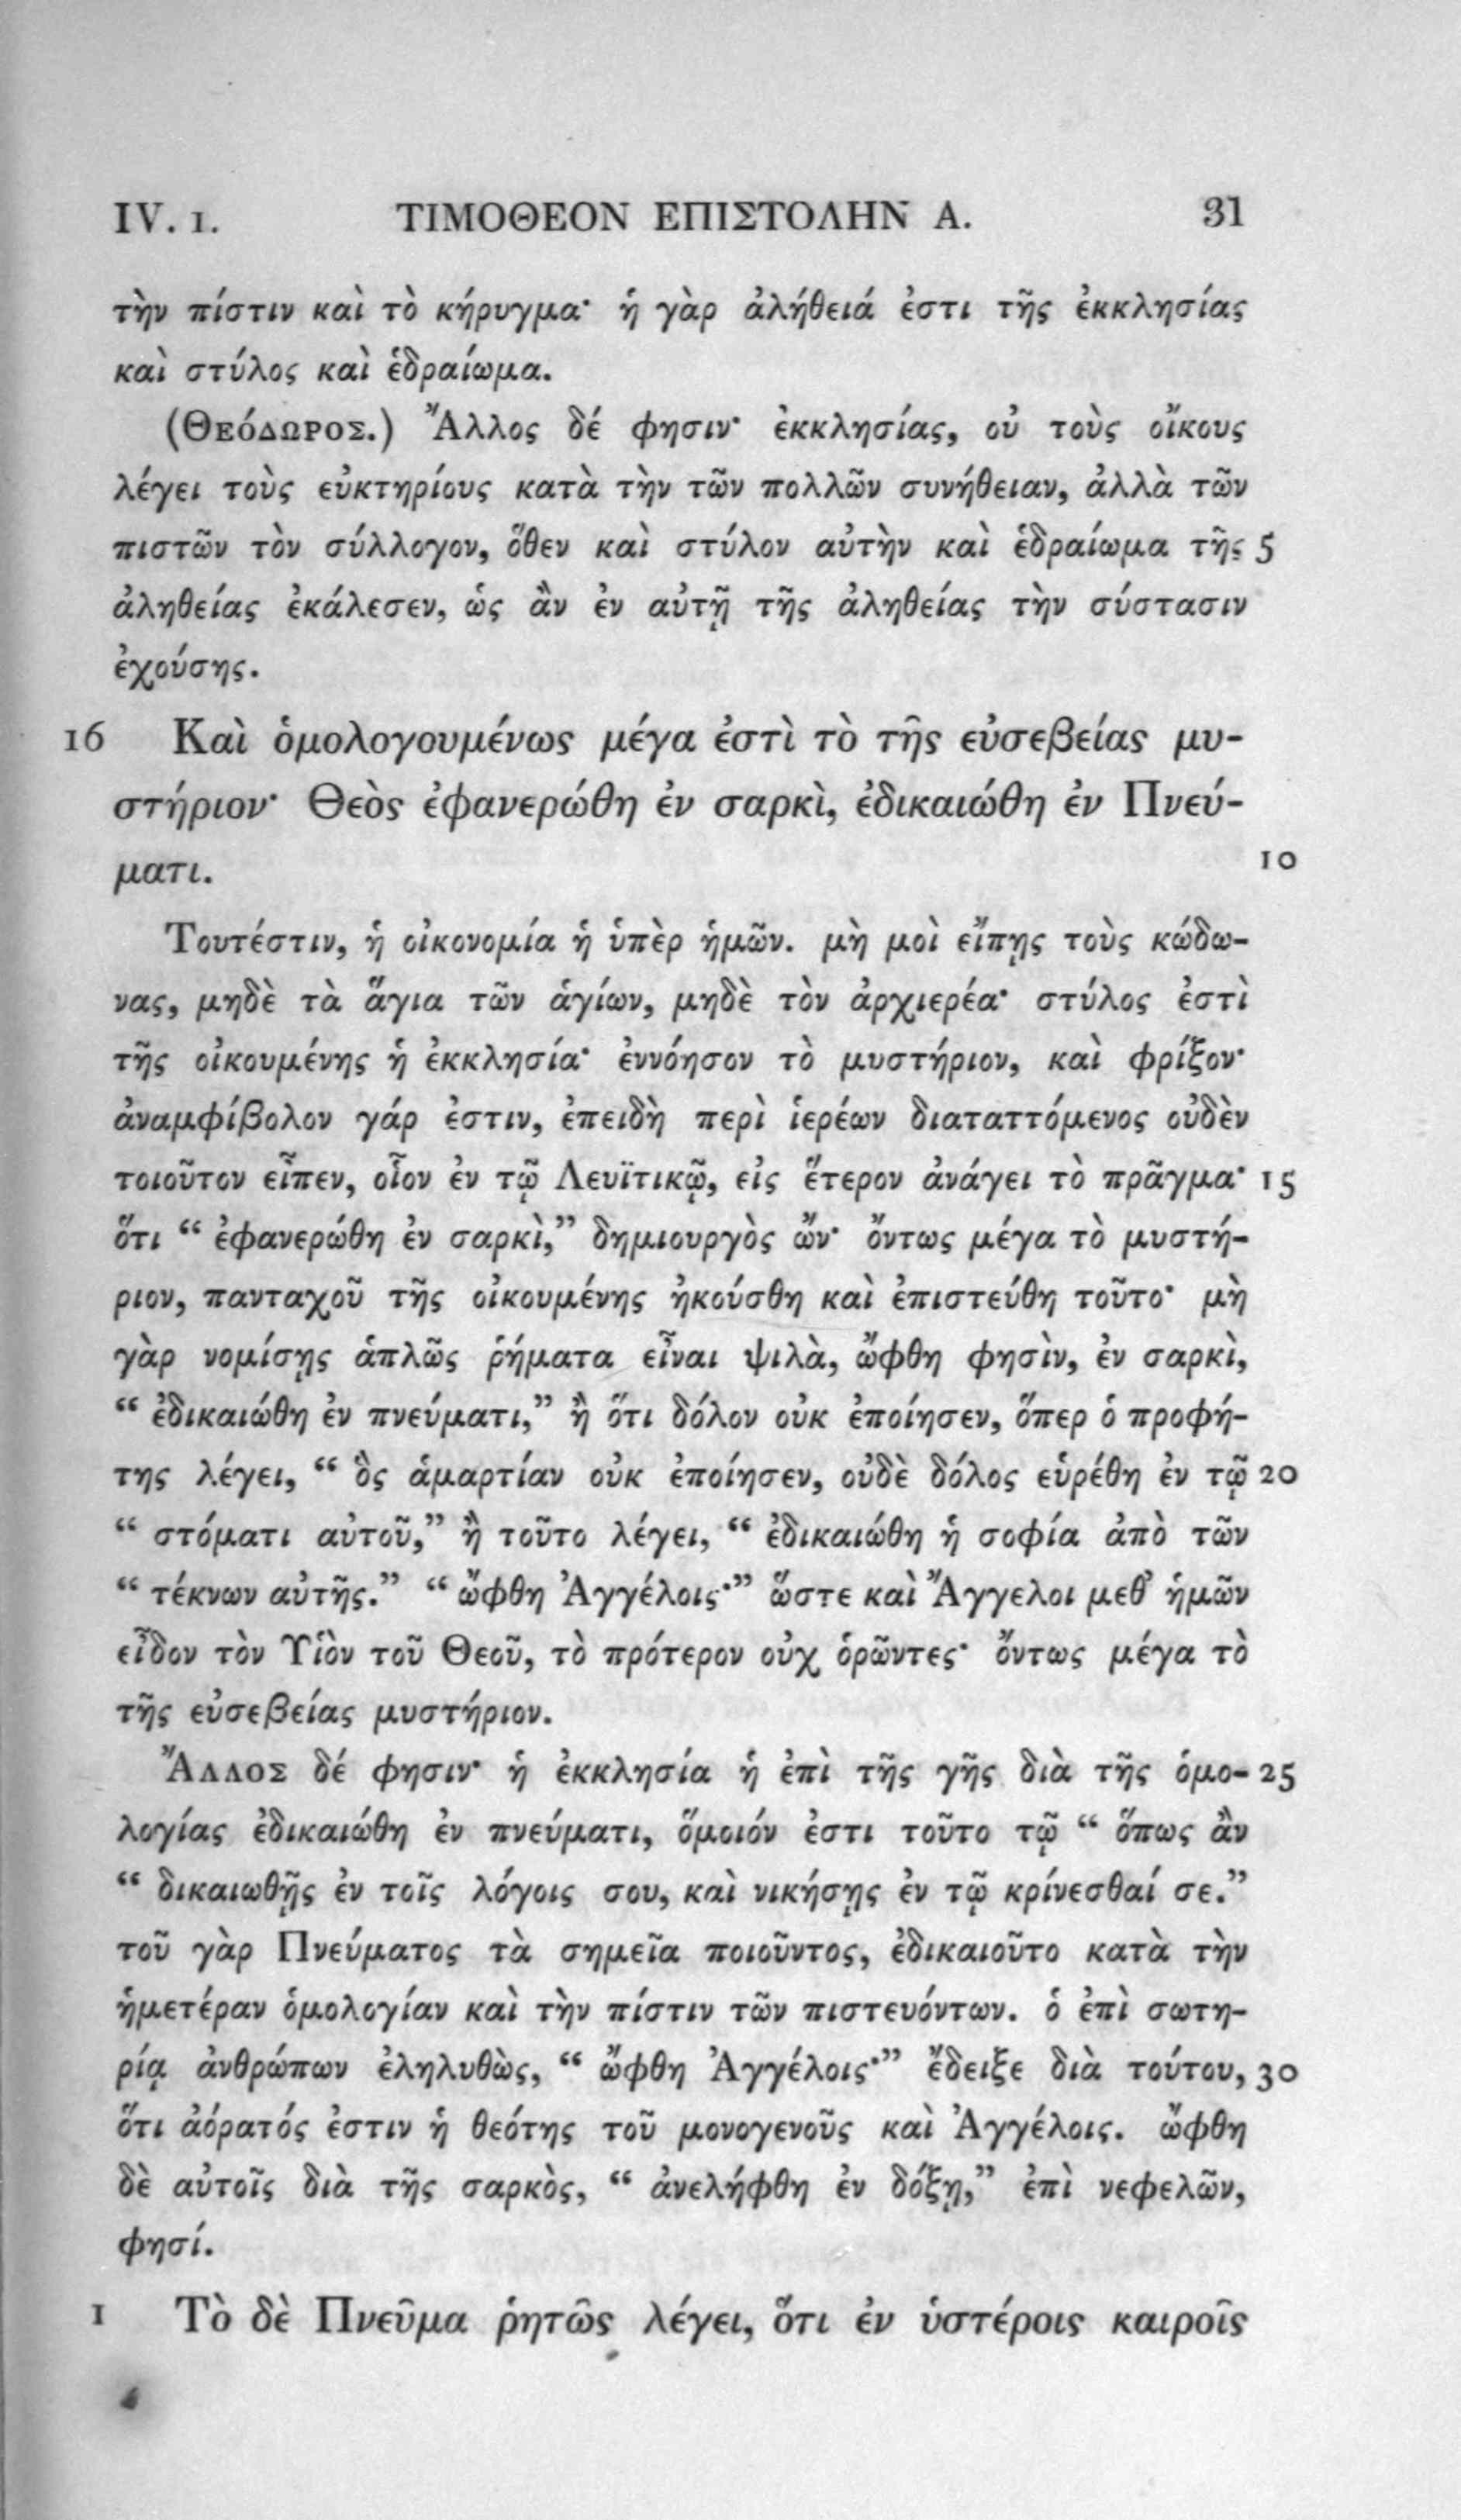 IV. 1. ΤΙΜΟΘΕΟΝ ΕΠΙΣΤΟΛΗΝ Α. 31
τὴν πίστιν καὶ τὸ κήρυγμα· ἡ γὰρ ἀλήθειά ἐστι τῆς ἐκκλησίας
καὶ στύλος καὶ ἑδραίωμα.
(Θεόδωρος.) Ἄλλος δέ φησιν· ἐκκλησίας, οὐ τοὺς οἴκους
λέγει τοὺς εὐκτηρίους κατὰ τὴν τῶν πολλῶν συνήθειαν, ἀλλὰ τῶν
πιστῶν τὸν σύλλογον, ὅθεν καὶ στύλον αὐτὴν καὶ ἑδραίωμα τῆς 5
ἀληθείας ἐκάλεσεν, ὡς ἂν ἐν αὐτῇ τῆς ἀληθείας τὴν σύστασιν
ἐχούσης.
16 Καὶ ὁμολογουμένως μέγα ἐστὶ τὸ τῆς εὐσεβείας μυ-
στήριον· Θεὸς ἐφανερώθη ἐν σαρκὶ, ἐδικαιώθη ἐν Πνεύ-
ματι. 10
Τουτέστιν, ἡ οἰκονομία ἡ ὑπὲρ ἡμῶν. μὴ μοὶ εἴπῃς τοὺς κώδω-
νας, μηδὲ τὰ ἅγια τῶν ἁγίων, μηδὲ τὸν ἀρχιερέα· στύλος ἐστὶ
τῆς οἰκουμένης ἡ ἐκκλησία· ἐννόησον τὸ μυστήριον, καὶ φρίξον·
ἀναμφίβολον γάρ ἐστιν, ἐπειδὴ περὶ ἱερέων διαταττόμενος οὐδὲν
τοιοῦτον εἶπεν, οἷον ἐν τῷ Λευϊτικῷ, εἰς ἕτερον ἀνάγει τὸ πρᾶγμα· 15
ὅτι “ ἐφανερώθη ἐν σαρκὶ,” δημιουργὸς ὤν· ὄντως μέγα τὸ μυστή-
ριον, πανταχοῦ τῆς οἰκουμένης ἠκούσθη καὶ ἐπιστεύθη τοῦτο· μὴ
γὰρ νομίσῃς ἁπλῶς ῥήματα εἶναι ψιλὰ, ὤφθη φησὶν, ἐν σαρκὶ,
“ ἐδικαιώθη ἐν πνεύματι,” ἢ ὅτι δόλον οὐκ ἐποίησεν, ὅπερ ὁ προφή-
της λέγει, “ ὃς ἁμαρτίαν οὐκ ἐποίησεν, οὐδὲ δόλος εὑρέθη ἐν τῷ 20
“ στόματι αὐτοῦ,” ἢ τοῦτο λέγει, “ ἐδικαιώθη ἡ σοφία ἀπὸ τῶν
“ τέκνων αὐτῆς.” “ ὤφθη Ἀγγέλοις·” ὥστε καὶ Ἄγγελοι μεθ’ ἡμῶν
εἶδον τὸν Υἱὸν τοῦ Θεοῦ, τὸ πρότερον οὐχ ὁρῶντες· ὄντως μέγα τὸ
τῆς εὐσεβείας μυστήριον.
Ἄλλος δέ φησιν· ἡ ἐκκλησία ἡ ἐπὶ τῆς γῆς διὰ τῆς ὁμο- 25
λογίας ἐδικαιώθη ἐν πνεύματι, ὅμοιόν ἐστι τοῦτο τῷ “ ὅπως ἂν
“ δικαιωθῇς ἐν τοῖς λόγοις σου, καὶ νικήσῃς ἐν τῷ κρίνεσθαί σε.”
τοῦ γὰρ Πνεύματος τὰ σημεῖα ποιοῦντος, ἐδικαιοῦτο κατὰ τὴν
ἡμετέραν ὁμολογίαν καὶ τὴν πίστιν τῶν πιστευόντων. ὁ ἐπὶ σωτη-
ρίᾳ ἀνθρώπων ἐληλυθὼς, “ ὤφθη Ἀγγέλοις·” ἔδειξε διὰ τούτου, 30
ὅτι ἀόρατός ἐστιν ἡ θεότης τοῦ μονογενοῦς καὶ Ἀγγέλοις. ὤφθη
δὲ αὐτοῖς διὰ τῆς σαρκὸς, “ ἀνελήφθη ἐν δόξῃ,” ἐπὶ νεφελῶν,
φησί.
1 Τὸ δὲ Πνεῦμα ῥητῶς λέγει, ὅτι ἐν ὑστέροις καιροῖς